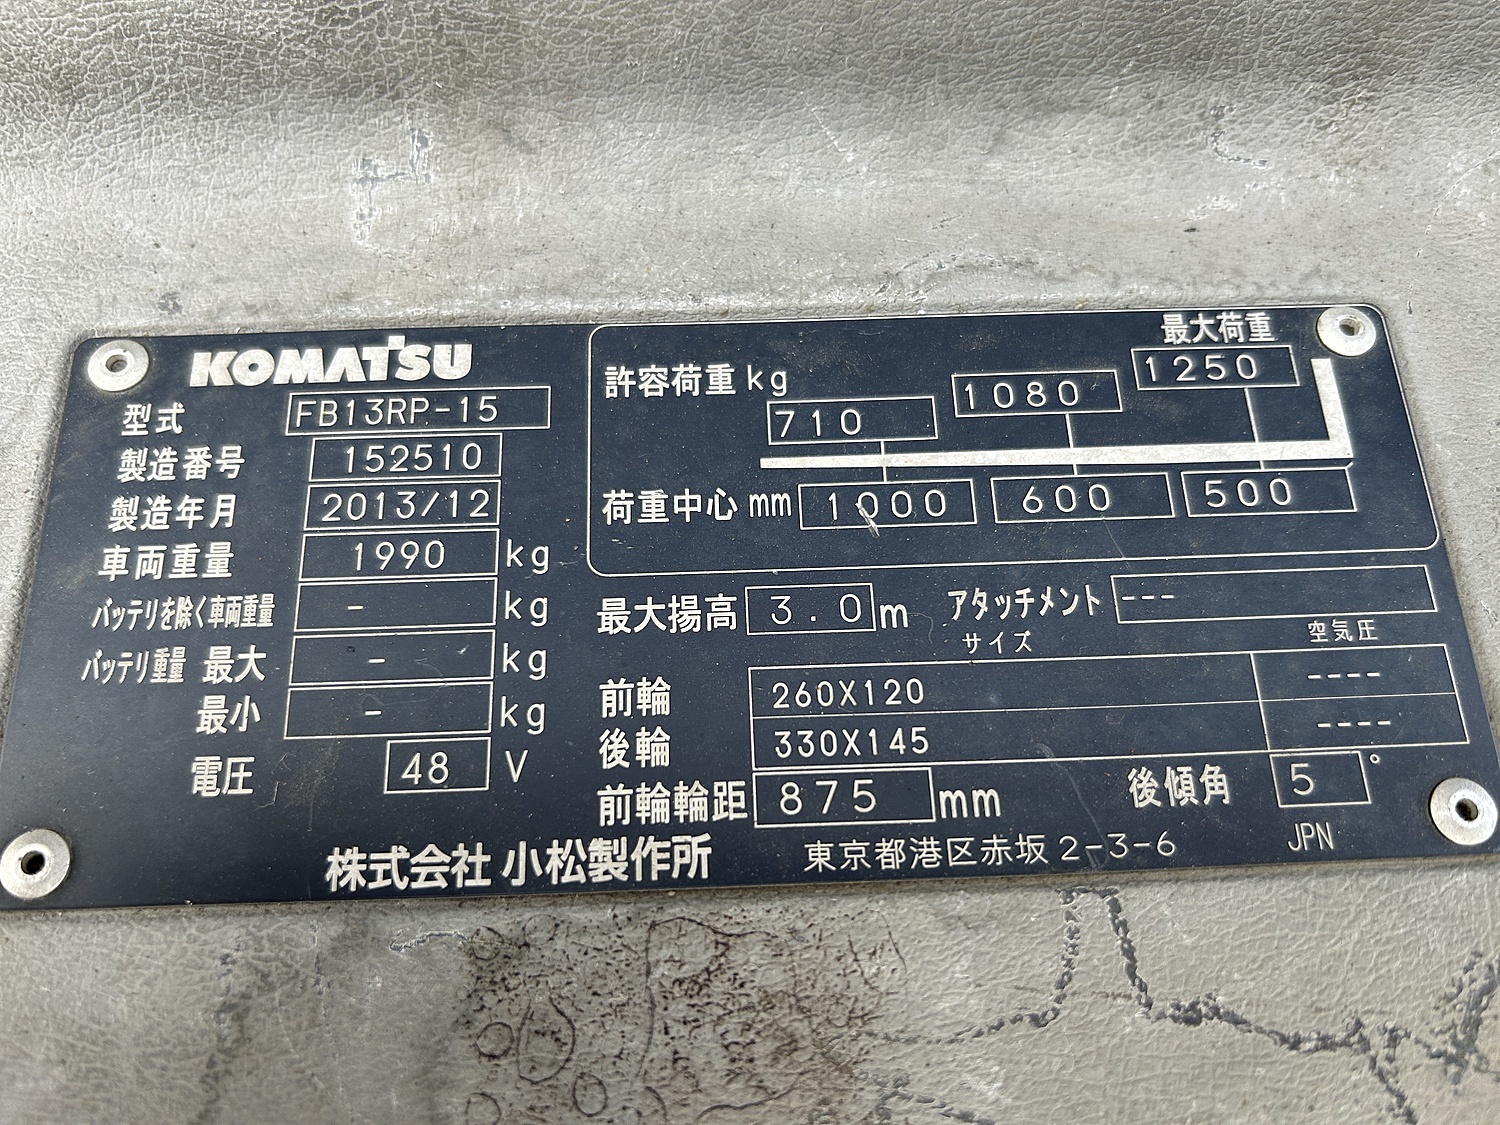 KOMATSU
型式 FB13RP-15
製造番号 152510
製造年月 2013/12
車両重量 1990 kg
バッテリを除く車両重量 - kg
バッテリ重量 最大 - kg
最小 - kg
電圧 48 V
最大荷重
許容荷重kg 710 1080 1250
荷重中心mm 1000 600 500
最大揚高 3.0 m アタッチメント ---
サイズ 空気圧
前輪 260X120 ----
後輪 330X145 ----
前輪輪距 875 mm 後傾角 5°
株式会社 小松製作所 東京都港区赤坂2-3-6 JPN